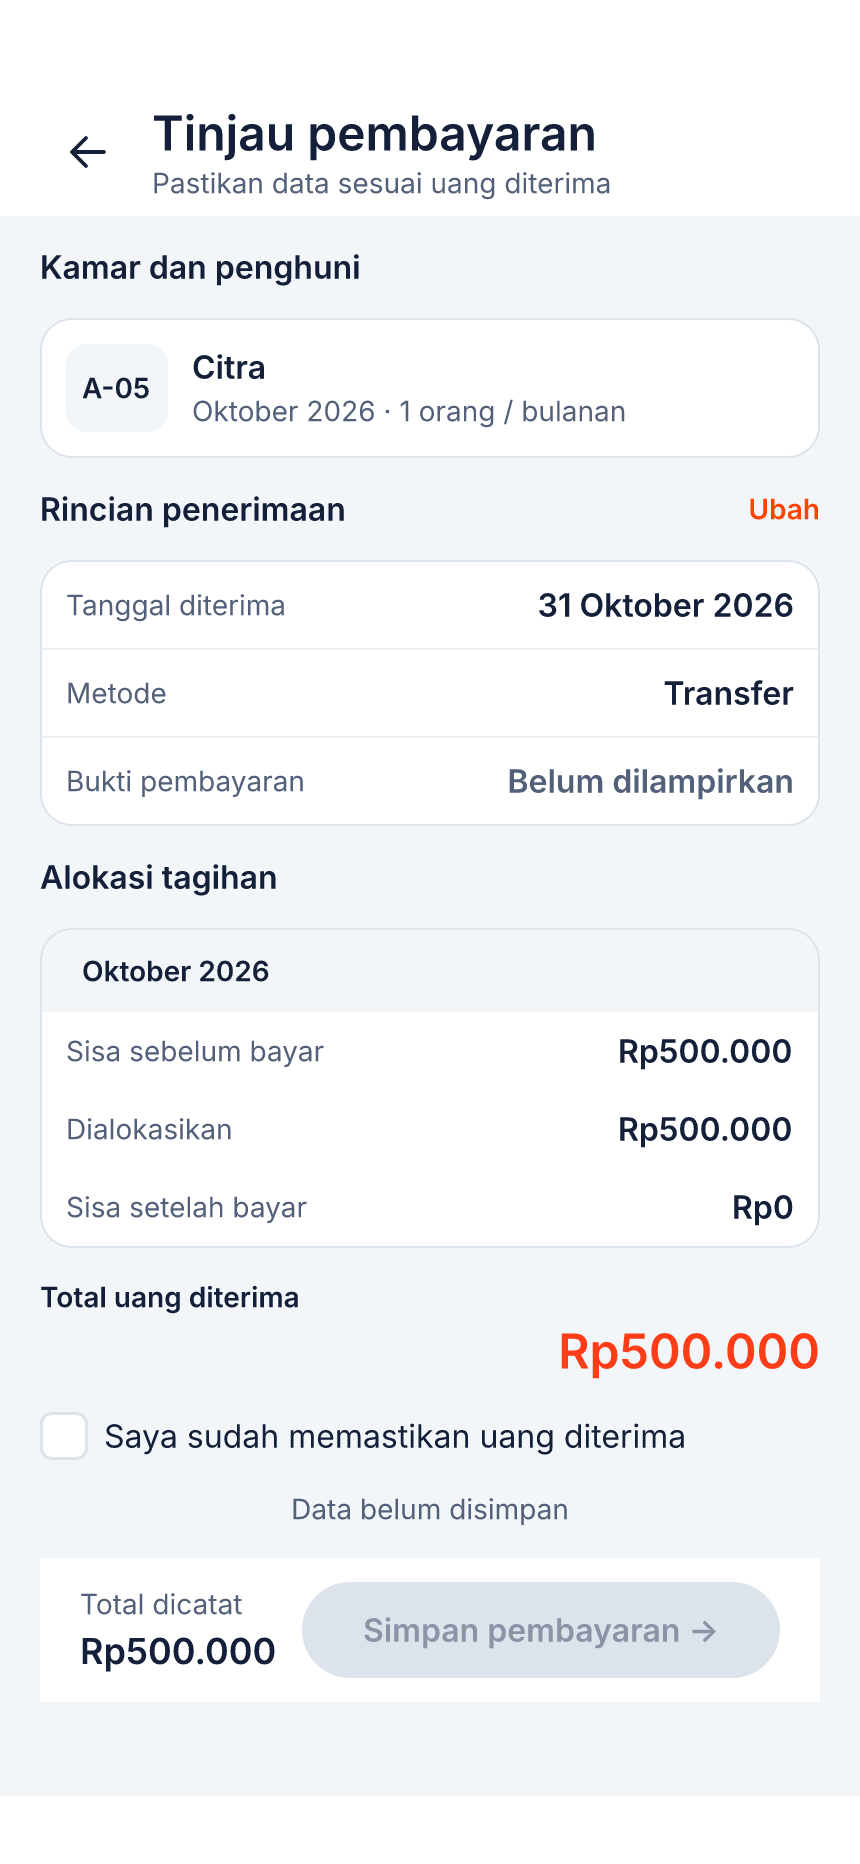 Tinjau pembayaran
Pastikan data sesuai uang diterima
Kamar dan penghuni
A-05
Citra
Oktober 2026 · 1 orang / bulanan
Rincian penerimaan
Ubah
Tanggal diterima
31 Oktober 2026
Metode
Transfer
Bukti pembayaran
Belum dilampirkan
Alokasi tagihan
Oktober 2026
Sisa sebelum bayar
Rp500.000
Dialokasikan
Rp500.000
Sisa setelah bayar
Rp0
Total uang diterima
Rp500.000
Saya sudah memastikan uang diterima
Data belum disimpan
Total dicatat
Rp500.000
Simpan pembayaran →